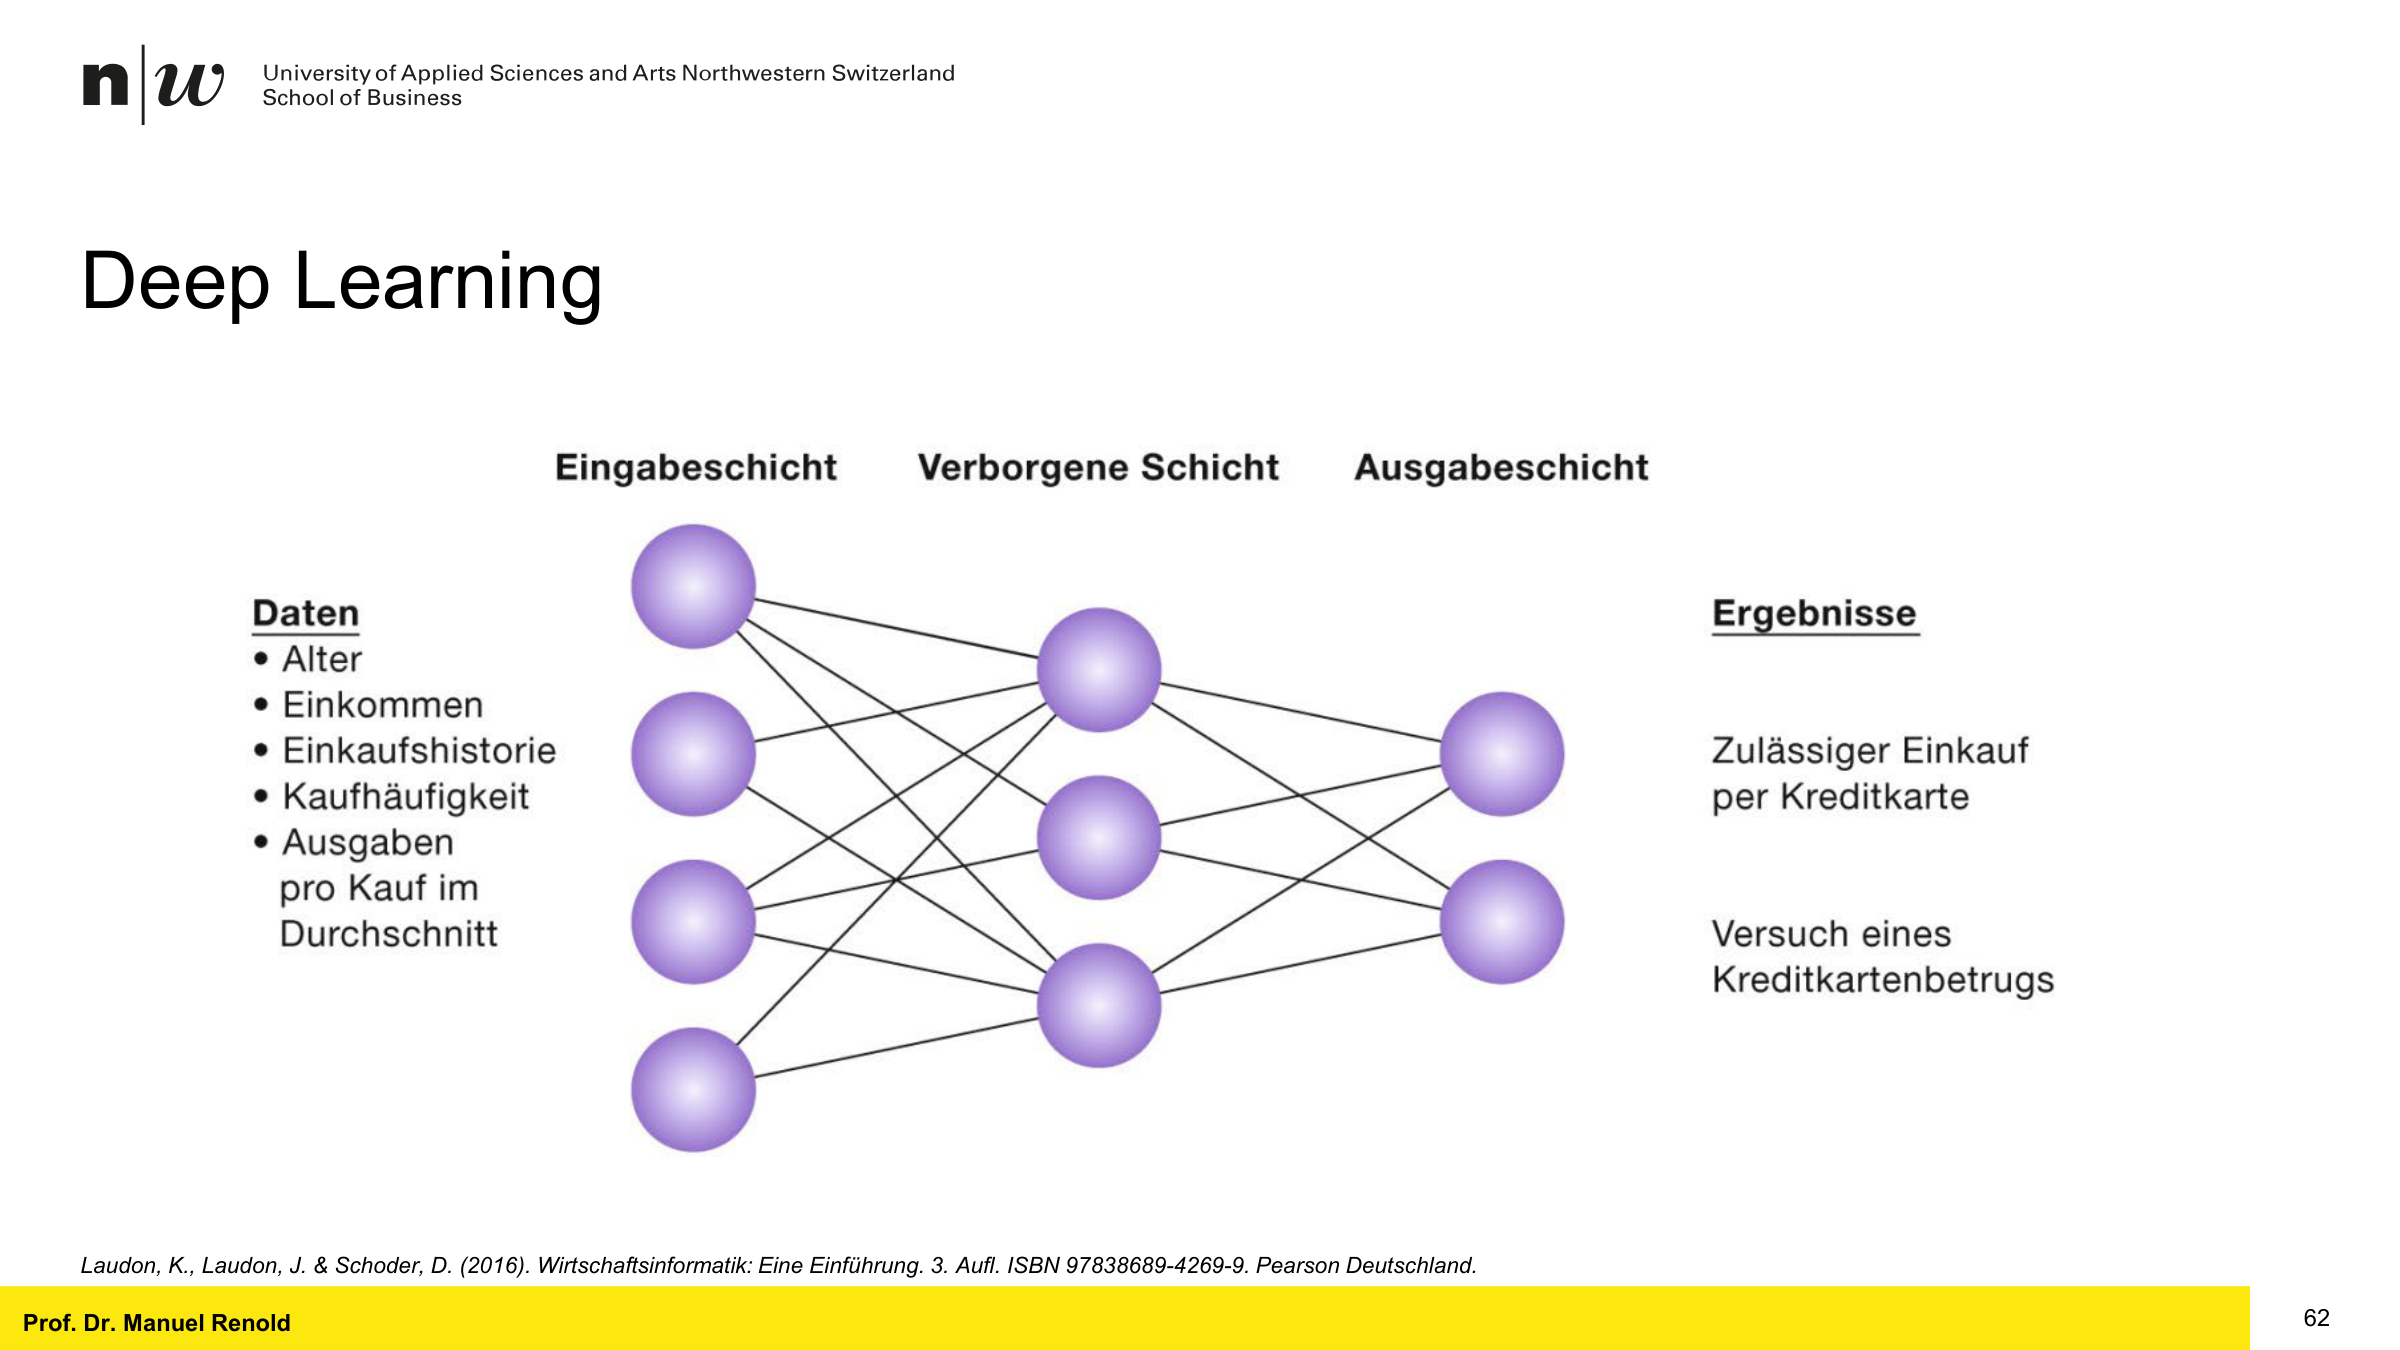 n|w
University of Applied Sciences and Arts Northwestern Switzerland
School of Business
Deep Learning
Eingabeschicht
Verborgene Schicht
Ausgabeschicht
Daten
• Alter
• Einkommen
• Einkaufshistorie
• Kaufhäufigkeit
• Ausgaben
pro Kauf im
Durchschnitt
Ergebnisse
Zulässiger Einkauf
per Kreditkarte
Versuch eines
Kreditkartenbetrugs
Laudon, K., Laudon, J. & Schoder, D. (2016). Wirtschaftsinformatik: Eine Einführung. 3. Aufl. ISBN 97838689-4269-9. Pearson Deutschland.
Prof. Dr. Manuel Renold
62